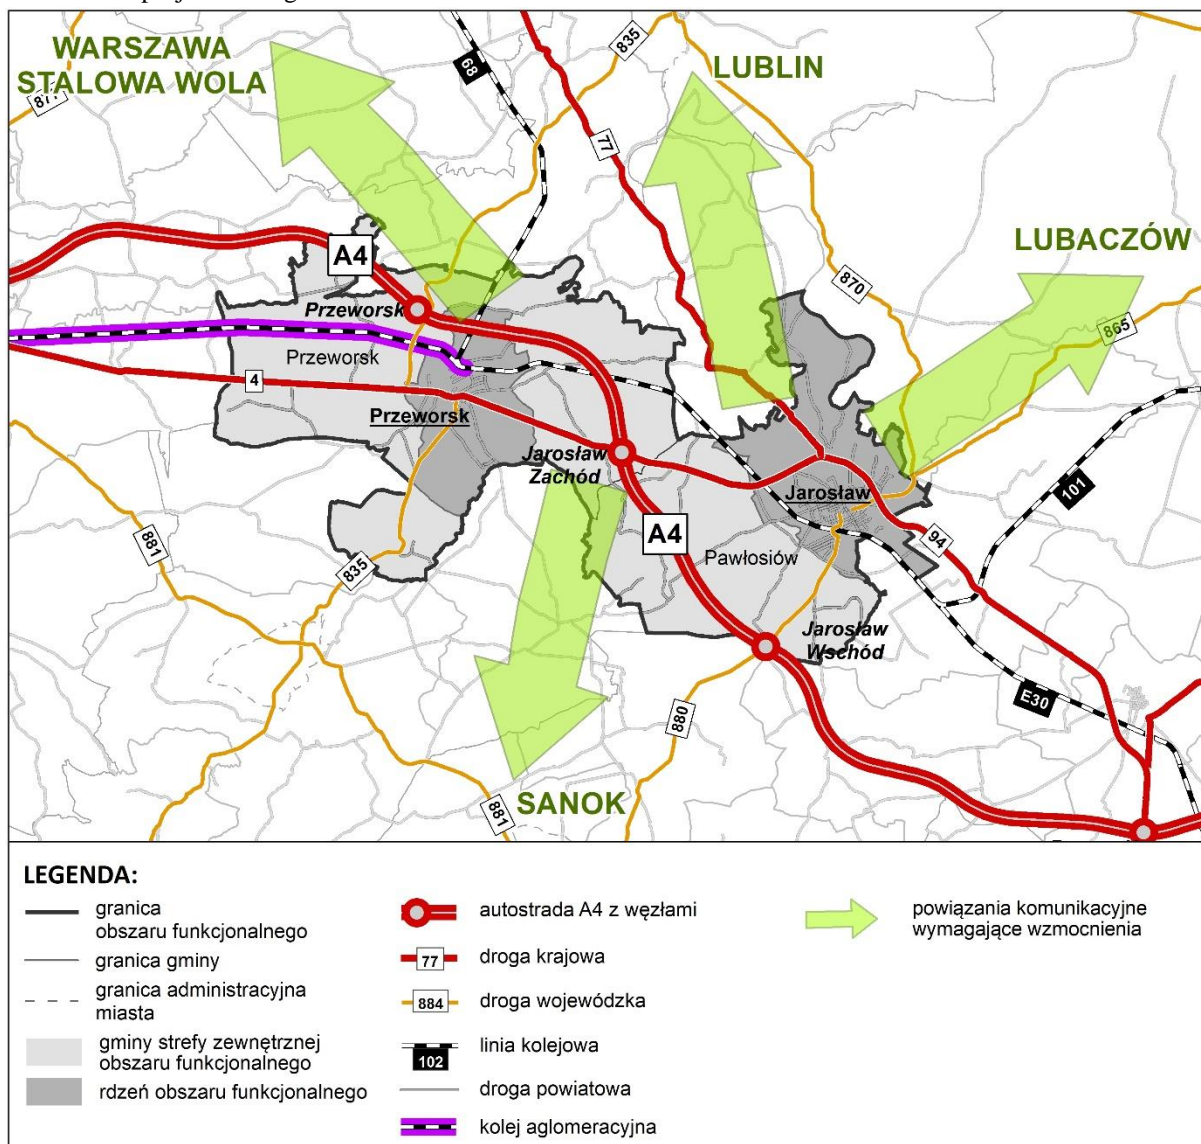 WARSZAWA
STALOWA WOLA
LUBLIN
LUBACZÓW
SANOK
835
68
77
870
865
A4
Przeworsk
Przeworsk
4
Przeworsk
Jarosław
Zachód
Jarosław
A4
Pawłosiów
94
101
881
835
Jarosław
Wschód
E30
880
881
LEGENDA:
granica
obszaru funkcjonalnego
granica gminy
granica administracyjna
miasta
gminy strefy zewnętrznej
obszaru funkcjonalnego
rdzeń obszaru funkcjonalnego
autostrada A4 z węzłami
77
droga krajowa
884
droga wojewódzka
linia kolejowa
102
droga powiatowa
kolej aglomeracyjna
powiązania komunikacyjne
wymagające wzmocnienia